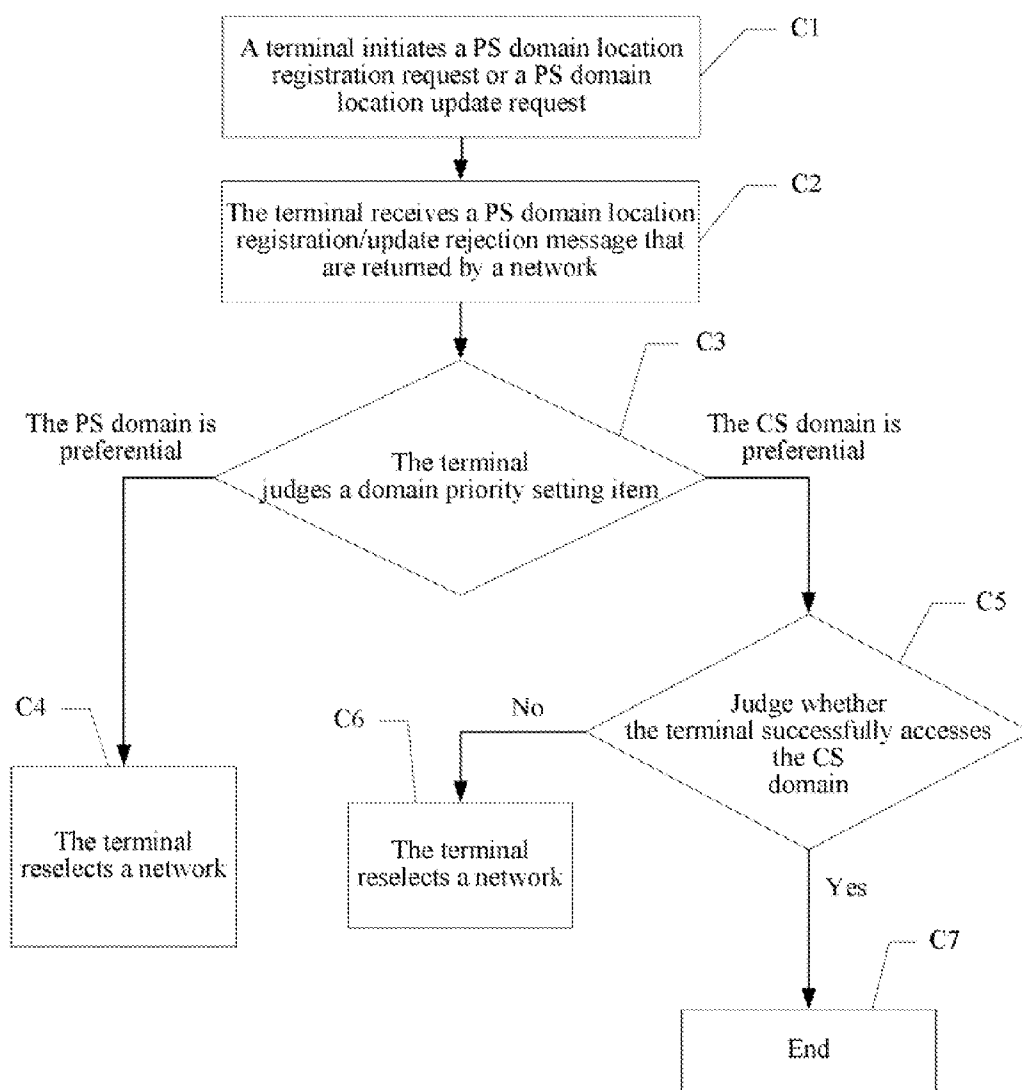 C1
A terminal initiates a PS domain location
registration request or a PS domain
location update request
C2
The terminal receives a PS domain location
registration/update rejection message that
are returned by a network
C3
The PS domain is
preferential
The CS domain is
preferential
The terminal
judges a domain priority setting item
C5
C4
C6
No
Judge whether
the terminal successfully accesses
the CS
domain
The terminal
reselects a network
The terminal
reselects a network
Yes
C7
End